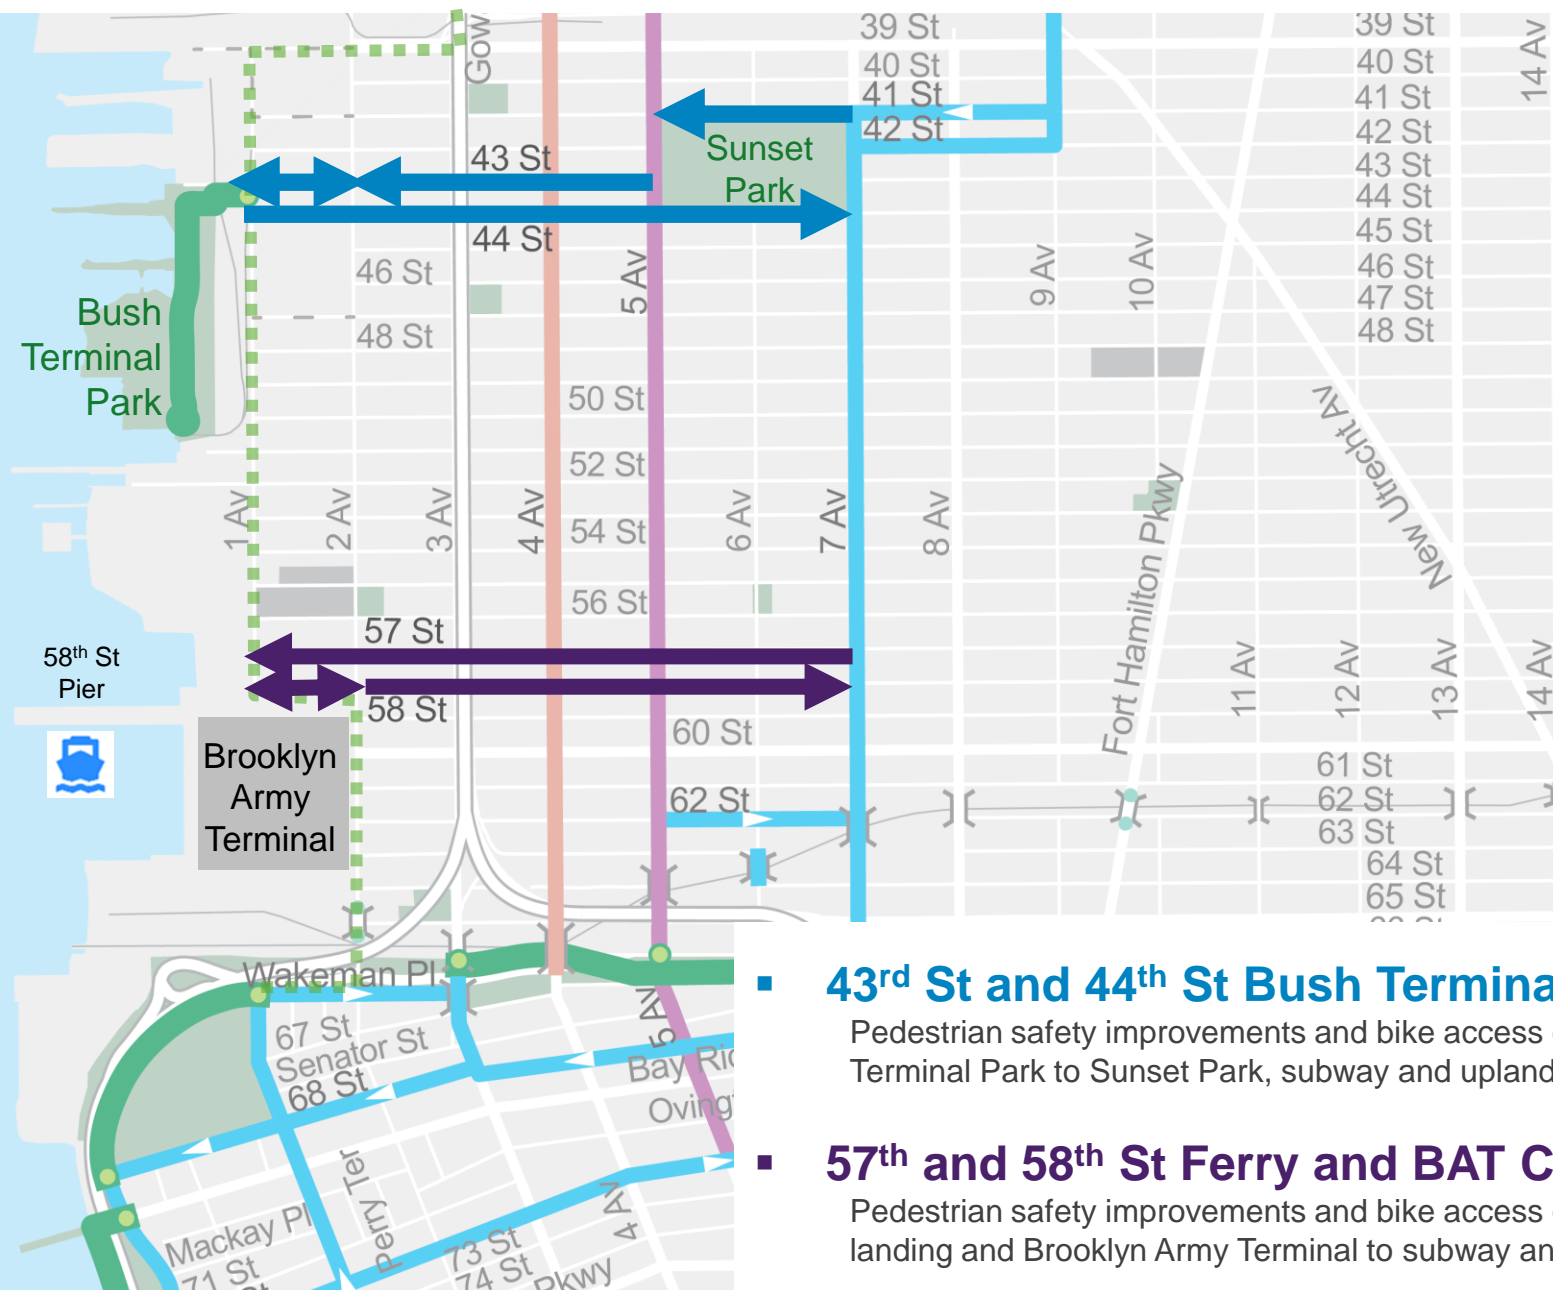 Gow
39 St
40 St
41 St
42 St
39 St
40 St
41 St
42 St
43 St
44 St
45 St
46 St
47 St
48 St
14 Av
Sunset
Park
43 St
44 St
46 St
48 St
5 Av
9 Av
10 Av
Bush
Terminal
Park
50 St
52 St
54 St
56 St
1 Av
2 Av
3 Av
4 Av
6 Av
7 Av
8 Av
Fort Hamilton Pkwy
New Utrecht Av
57 St
58 St
58th St
Pier
Brooklyn
Army
Terminal
60 St
62 St
11 Av
12 Av
13 Av
14 Av
61 St
62 St
63 St
64 St
65 St
Wakeman Pl
67 St
Senator St
68 St
5 Av
Bay Ric
Oving
Perry Ter
Mackay Pl
71 St
4 Av
73 St
74 St
Pkwy
▪ 43rd St and 44th St Bush Termina
Pedestrian safety improvements and bike access
Terminal Park to Sunset Park, subway and upland
▪ 57th and 58th St Ferry and BAT C
Pedestrian safety improvements and bike access
landing and Brooklyn Army Terminal to subway an